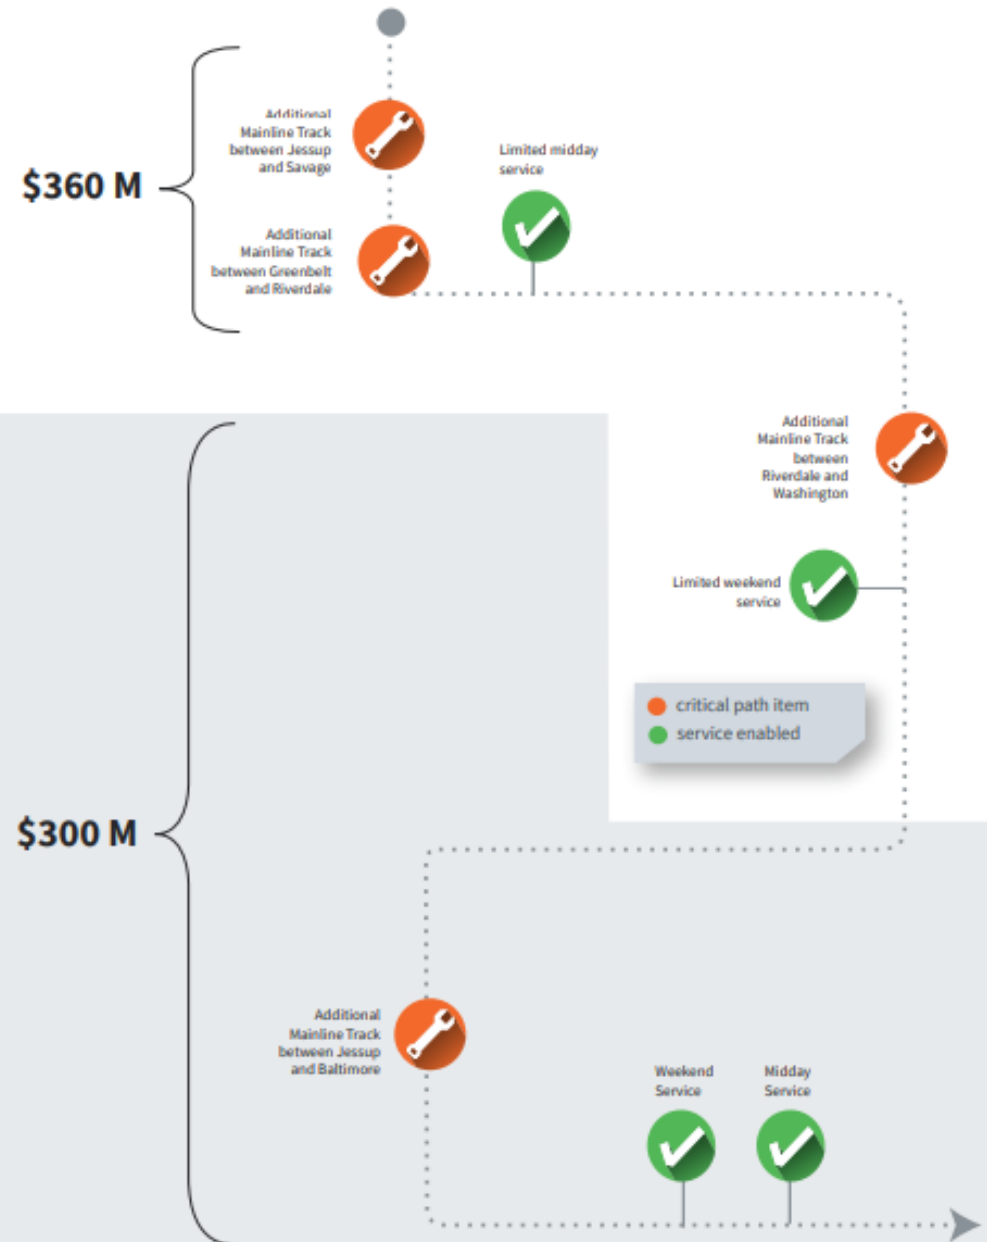 Additional
Mainline Track
between Jessup
and Savage
$360 M
Limited midday
service
Additional
Mainline Track
between Greenbelt
and Riverdale
Additional
Mainline Track
between
Riverdale and
Washington
Limited weekend
service
critical path item
service enabled
$300 M
Additional
Mainline Track
between Jessup
and Baltimore
Weekend
Service
Midday
Service